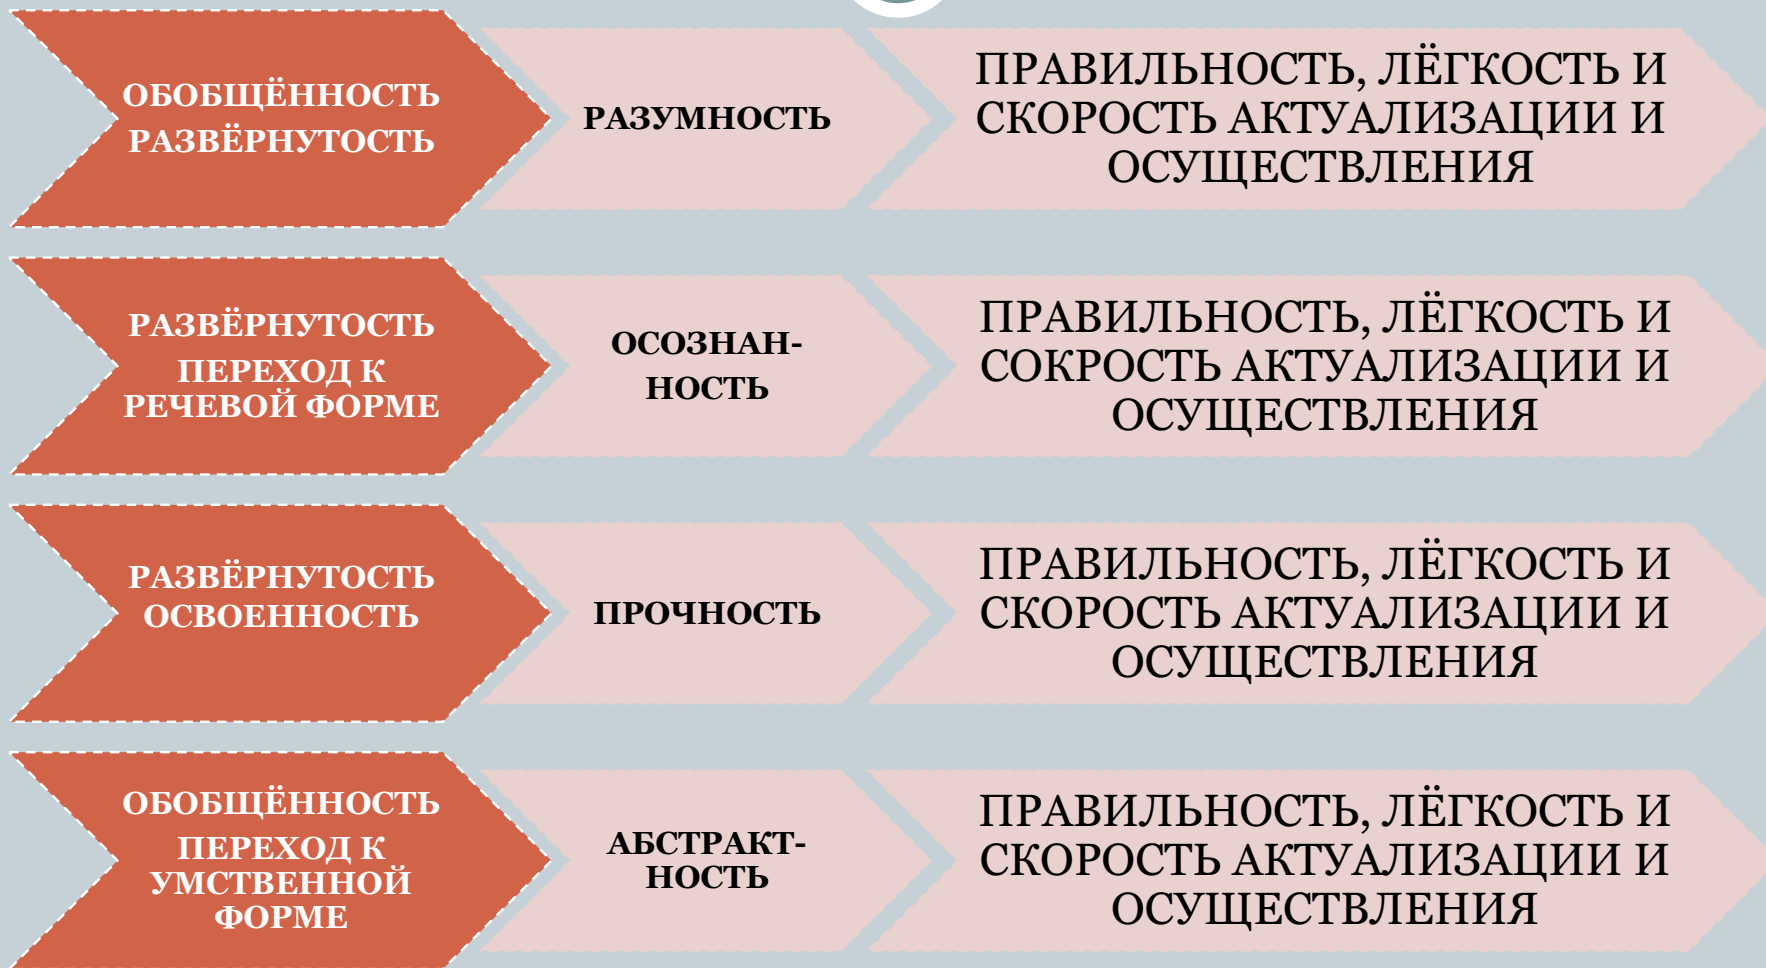 ОБОБЩЁННОСТЬ
РАЗВЁРНУТОСТЬ
РАЗУМНОСТЬ
ПРАВИЛЬНОСТЬ, ЛЁГКОСТЬ И
СКОРОСТЬ АКТУАЛИЗАЦИИ И
ОСУЩЕСТВЛЕНИЯ
РАЗВЁРНУТОСТЬ
ПЕРЕХОД К
РЕЧЕВОЙ ФОРМЕ
ОСОЗНАН-
НОСТЬ
ПРАВИЛЬНОСТЬ, ЛЁГКОСТЬ И
СОКРОСТЬ АКТУАЛИЗАЦИИ И
ОСУЩЕСТВЛЕНИЯ
РАЗВЁРНУТОСТЬ
ОСВОЕННОСТЬ
ПРОЧНОСТЬ
ПРАВИЛЬНОСТЬ, ЛЁГКОСТЬ И
СКОРОСТЬ АКТУАЛИЗАЦИИ И
ОСУЩЕСТВЛЕНИЯ
ОБОБЩЁННОСТЬ
ПЕРЕХОД К
УМСТВЕННОЙ
ФОРМЕ
АБСТРАКТ-
НОСТЬ
ПРАВИЛЬНОСТЬ, ЛЁГКОСТЬ И
СКОРОСТЬ АКТУАЛИЗАЦИИ И
ОСУЩЕСТВЛЕНИЯ